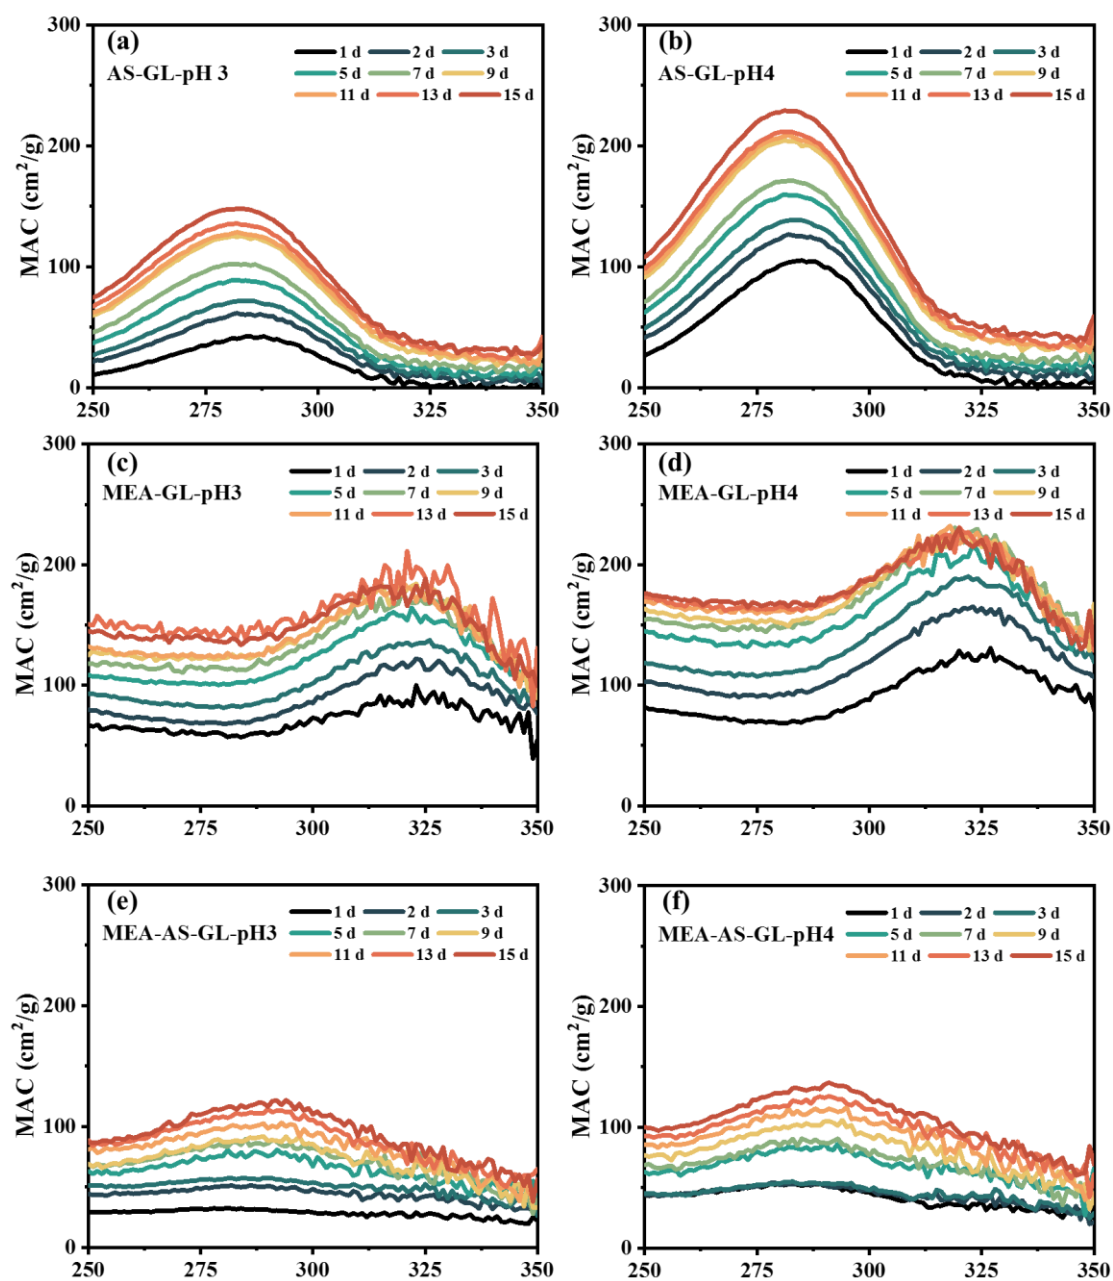 (a)
AS-GL-pH 3
1 d 2 d 3 d
5 d 7 d 9 d
11 d 13 d 15 d
MAC (cm²/g)
300
200
100
0
250 275 300 325 350
(b)
AS-GL-pH4
1 d 2 d 3 d
5 d 7 d 9 d
11 d 13 d 15 d
MAC (cm²/g)
300
200
100
0
250 275 300 325 350
(c)
MEA-GL-pH3
1 d 2 d 3 d
5 d 7 d 9 d
11 d 13 d 15 d
MAC (cm²/g)
300
200
100
0
250 275 300 325 350
(d)
MEA-GL-pH4
1 d 2 d 3 d
5 d 7 d 9 d
11 d 13 d 15 d
MAC (cm²/g)
300
200
100
0
250 275 300 325 350
(e)
MEA-AS-GL-pH3
1 d 2 d 3 d
5 d 7 d 9 d
11 d 13 d 15 d
MAC (cm²/g)
300
200
100
0
250 275 300 325 350
(f)
MEA-AS-GL-pH4
1 d 2 d 3 d
5 d 7 d 9 d
11 d 13 d 15 d
MAC (cm²/g)
300
200
100
0
250 275 300 325 350